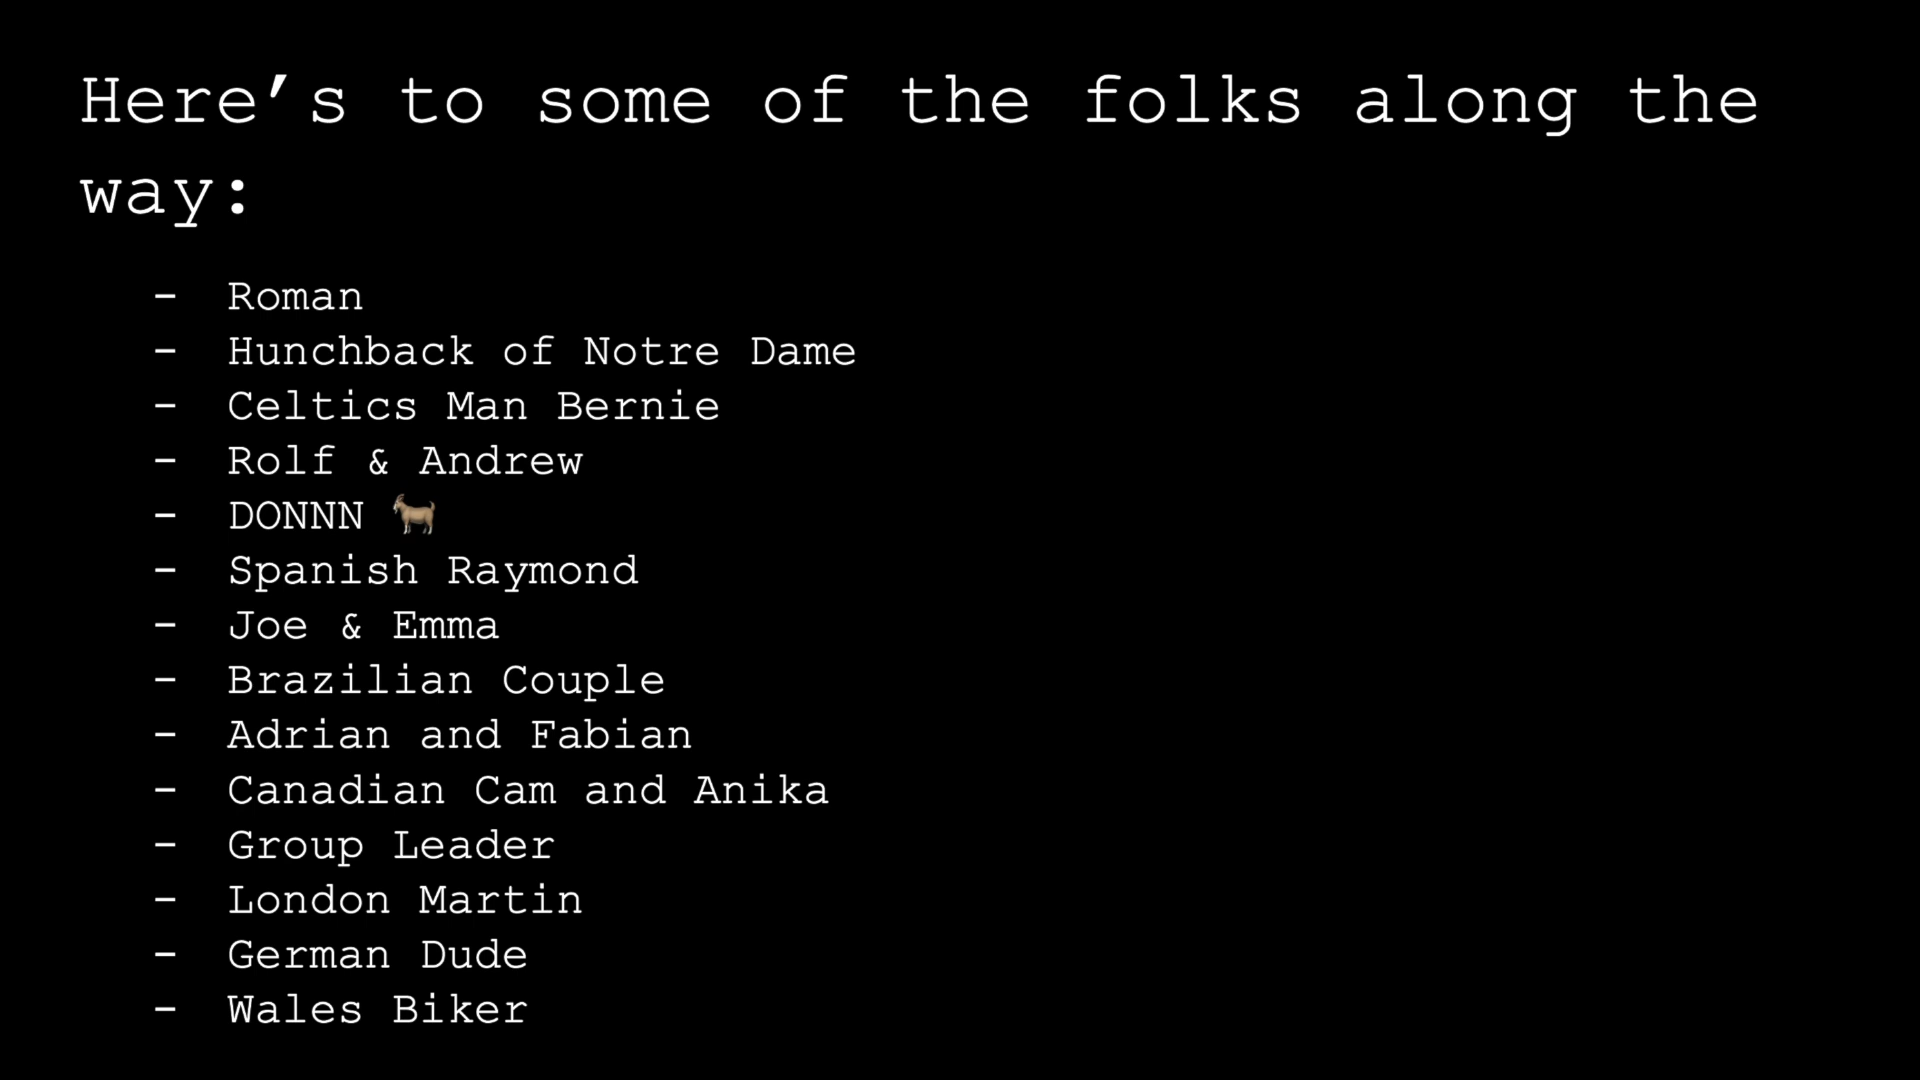 Here’s to some of the folks along the
way:
- Roman
- Hunchback of Notre Dame
- Celtics Man Bernie
- Rolf & Andrew
- DONNN 🐐
- Spanish Raymond
- Joe & Emma
- Brazilian Couple
- Adrian and Fabian
- Canadian Cam and Anika
- Group Leader
- London Martin
- German Dude
- Wales Biker